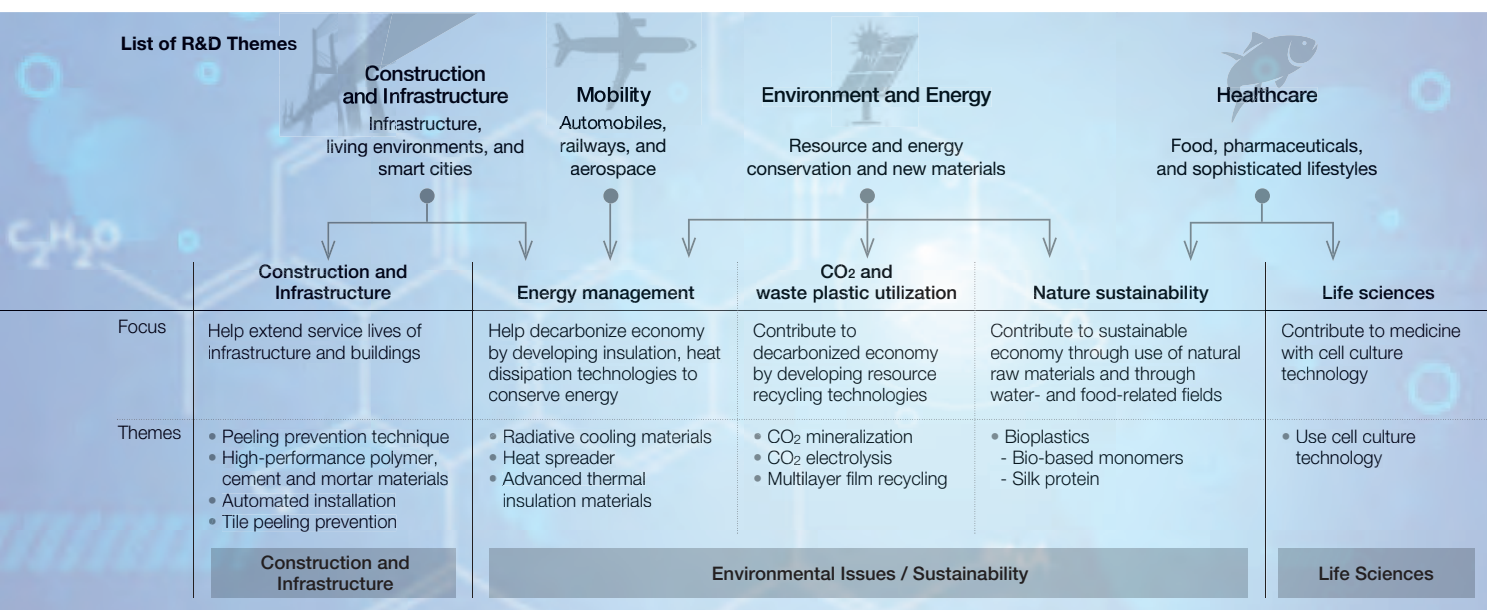 List of R&D Themes
Construction
and Infrastructure
Infrastructure,
living environments, and
smart cities
Mobility
Automobiles,
railways, and
aerospace
Environment and Energy
Resource and energy
conservation and new materials
Healthcare
Food, pharmaceuticals,
and sophisticated lifestyles
C2H2O
Construction and
Infrastructure
Energy management
CO2 and
waste plastic utilization
Nature sustainability
Life sciences
Focus
Help extend service lives of
infrastructure and buildings
Help decarbonize economy
by developing insulation, heat
dissipation technologies to
conserve energy
Contribute to
decarbonized economy
by developing resource
recycling technologies
Contribute to sustainable
economy through use of natural
raw materials and through
water- and food-related fields
Contribute to medicine
with cell culture
technology
Themes
• Peeling prevention technique
• High-performance polymer,
cement and mortar materials
• Automated installation
• Tile peeling prevention
• Radiative cooling materials
• Heat spreader
• Advanced thermal
insulation materials
• CO2 mineralization
• CO2 electrolysis
• Multilayer film recycling
• Bioplastics
- Bio-based monomers
- Silk protein
• Use cell culture
technology
Construction and
Infrastructure
Environmental Issues / Sustainability
Life Sciences